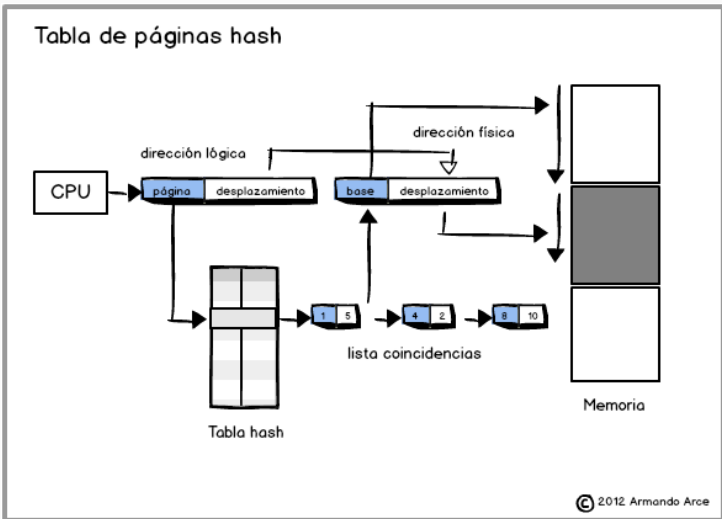 Tabla de páginas hash
dirección lógica
dirección física
CPU
página desplazamiento
base desplazamiento
1 5
4 2
8 10
lista coincidencias
Tabla hash
Memoria
© 2012 Armando Arce